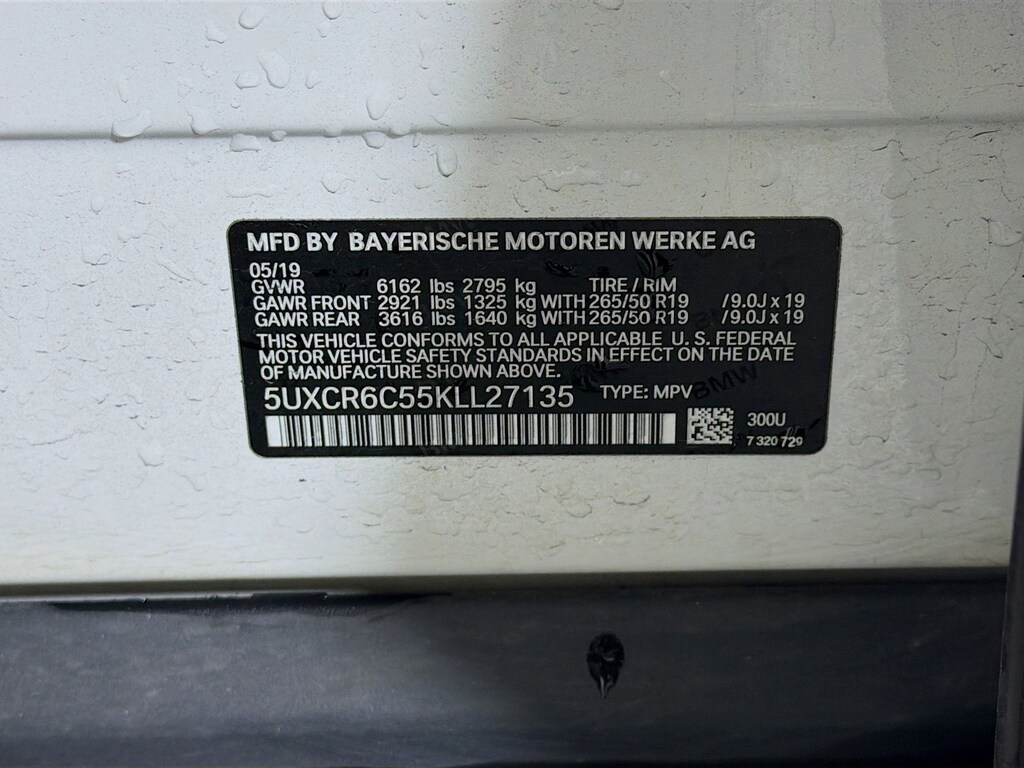 MFD BY BAYERISCHE MOTOREN WERKE AG
05/19
GVWR 6162 lbs 2795 kg TIRE / RIM
GAWR FRONT 2921 lbs 1325 kg WITH 265/50 R19 /9.0J x 19
GAWR REAR 3616 lbs 1640 kg WITH 265/50 R19 /9.0J x 19
THIS VEHICLE CONFORMS TO ALL APPLICABLE U. S. FEDERAL
MOTOR VEHICLE SAFETY STANDARDS IN EFFECT ON THE DATE
OF MANUFACTURE SHOWN ABOVE.
5UXCR6C55KLL27135 TYPE: MPV
300U
7 320 729
BMW